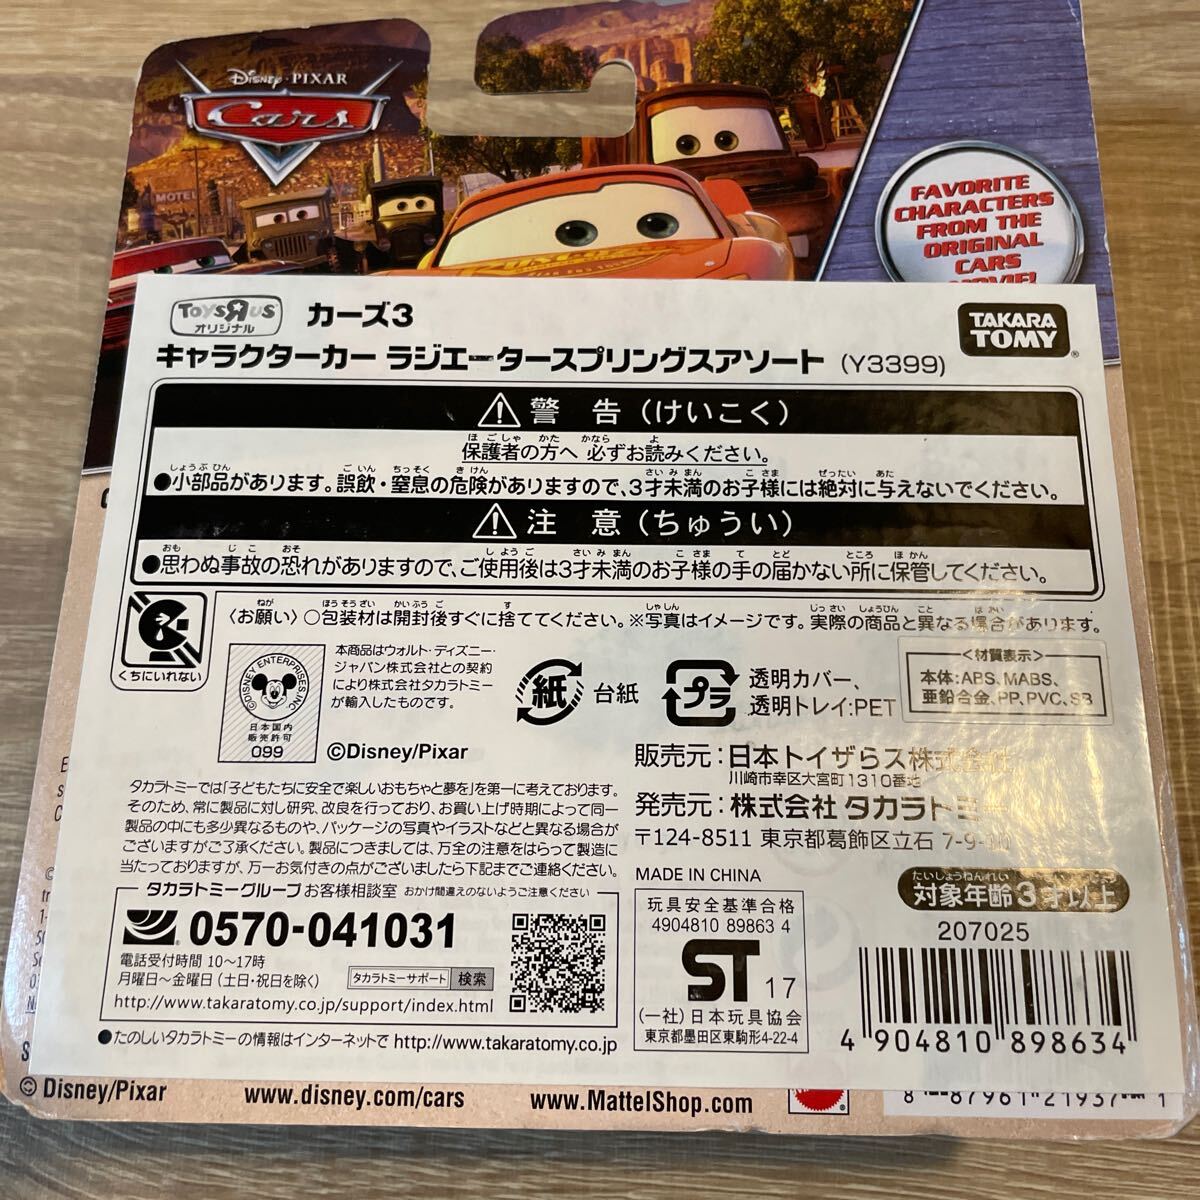 Disney・PIXAR
Cars
MOTEL
FAVORITE
CHARACTERS
FROM THE
ORIGINAL
CARS
MOVIE!
ToysRus
オリジナル
カーズ3
TAKARA
TOMY
キャラクターカー ラジエータースプリングスアソート (Y3399)
警告(けいこく)
保護者の方へ 必ずお読みください。
●小部品があります。誤飲・窒息の危険がありますので、3才未満のお子様には絶対に与えないでください。
注意(ちゅうい)
●思わぬ事故の恐れがありますので、ご使用後は3才未満のお子様の手の届かない所に保管してください。
〈お願い〉○包装材は開封後すぐに捨ててください。※写真はイメージです。実際の商品と異なる場合があります。
くちにいれない
©DISNEY ENTERPRISES INC.
日本国内
販売許可
099
本商品はウォルト・ディズニー・
ジャパン株式会社との契約
により株式会社タカラトミー
が輸入したものです。
©Disney/Pixar
紙
台紙
プラ
透明カバー、
透明トレイ:PET
<材質表示>
本体:ABS, MABS,
亜鉛合金、PP, PVC, SB
販売元:日本トイザらス株式会社
川崎市幸区大宮町1310番地
発売元:株式会社 タカラトミー
〒124-8511 東京都葛飾区立石 7-9-10
タカラトミーでは「子どもたちに安全で楽しいおもちゃと夢を」を第一に考えております。
そのため、常に製品に対し研究、改良を行っており、お買い上げ時期によって同一
製品の中にも多少異なるものや、パッケージの写真やイラストなどと異なる場合が
ございますがご了承ください。製品につきましては、万全の注意をはらって製造に
当たっておりますが、万一お気付きの点がございましたら下記までご連絡ください。
タカラトミーグループ お客様相談室 おかけ間違えのないようご注意ください
0570-041031
電話受付時間 10～17時
月曜日～金曜日(土・日・祝日を除く)
タカラトミーサポート 検索
http://www.takaratomy.co.jp/support/index.html
●たのしいタカラトミーの情報はインターネットで http://www.takaratomy.co.jp
MADE IN CHINA
玩具安全基準合格
4904810 89863 4
ST 17
(一社)日本玩具協会
東京都墨田区東駒形4-22-4
たいしょうねんれい
対象年齢3才以上
207025
4 904810 898634
© Disney/Pixar
www.disney.com/cars
www.MattelShop.com